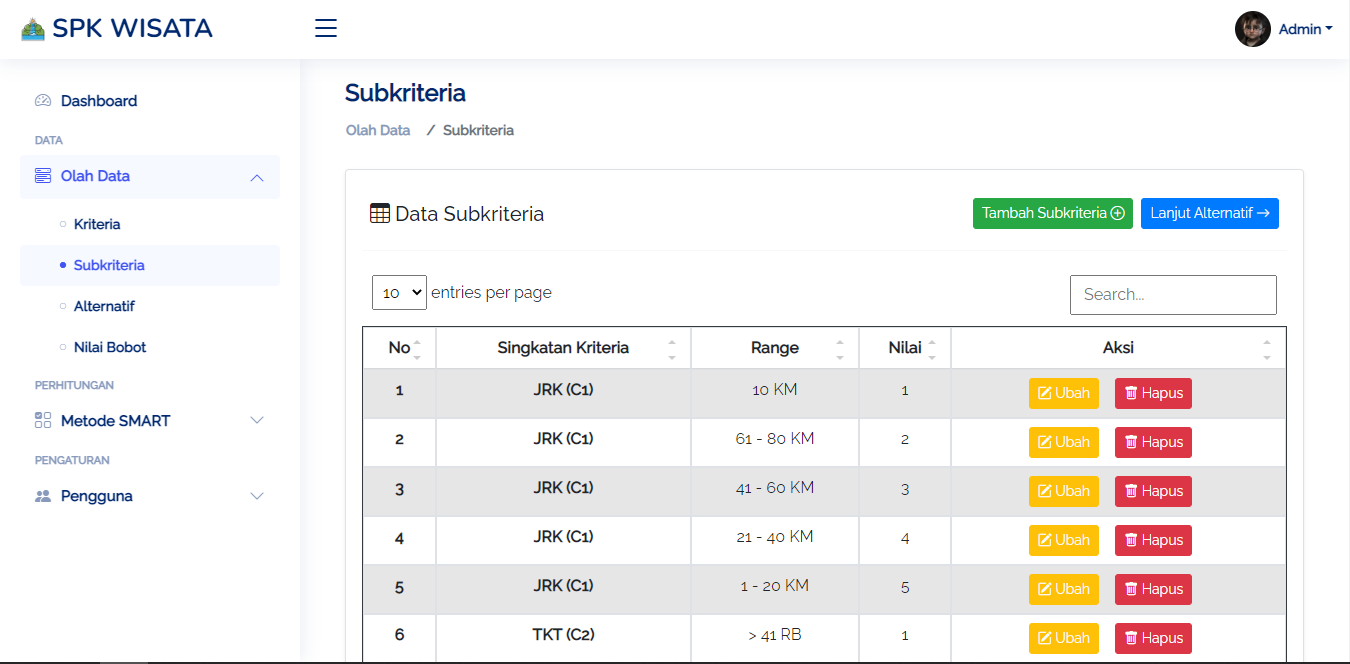 SPK WISATA
Admin
Dashboard
DATA
Olah Data
Kriteria
Subkriteria
Alternatif
Nilai Bobot
PERHITUNGAN
Metode SMART
PENGATURAN
Pengguna
Subkriteria
Olah Data / Subkriteria
Data Subkriteria
Tambah Subkriteria
Lanjut Alternatif
10 entries per page
Search...
No Singkatan Kriteria Range Nilai Aksi
1 JRK (C1) 10 KM 1 Ubah Hapus
2 JRK (C1) 61 - 80 KM 2 Ubah Hapus
3 JRK (C1) 41 - 60 KM 3 Ubah Hapus
4 JRK (C1) 21 - 40 KM 4 Ubah Hapus
5 JRK (C1) 1 - 20 KM 5 Ubah Hapus
6 TKT (C2) > 41 RB 1 Ubah Hapus